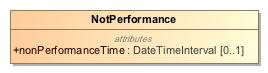 NotPerformance
attributes
+nonPerformanceTime : DateTimeInterval [0..1]